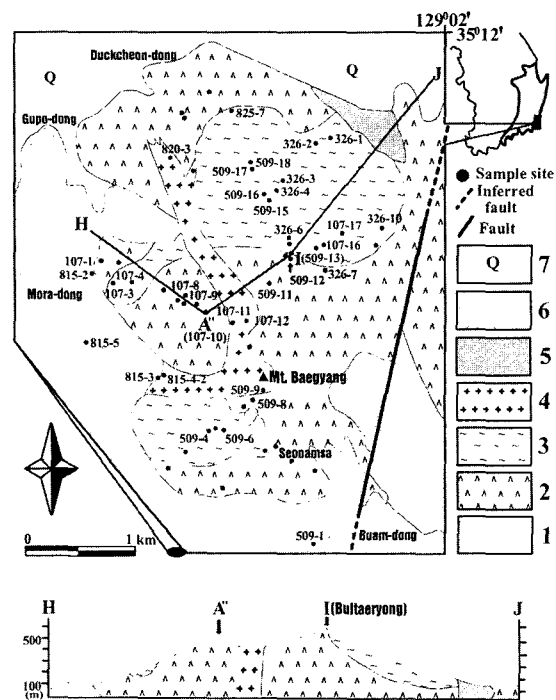 129°02'
35°12'
Duckcheon-dong
Q
Q
J
Gupo-dong
825-7
326-1
326-2
820-3
509-18
509-17
326-3
326-4
509-16
509-15
Sample site
Inferred
fault
Fault
H
326-10
107-17
326-6
107-16
I
(509-13)
107-1
107-4
815-2
509-12
326-7
Mora-dong
107-3
107-8
107-9
509-11
107-11
A"
(107-10)
107-12
Q 7
6
5
4
3
2
1
815-5
815-3
815-4-2
Mt. Baegyang
509-9
509-8
509-4
509-6
Seonamsa
509-1
Buam-dong
0 1 km
H A" I (Bultaeryong) J
500
100
(m)